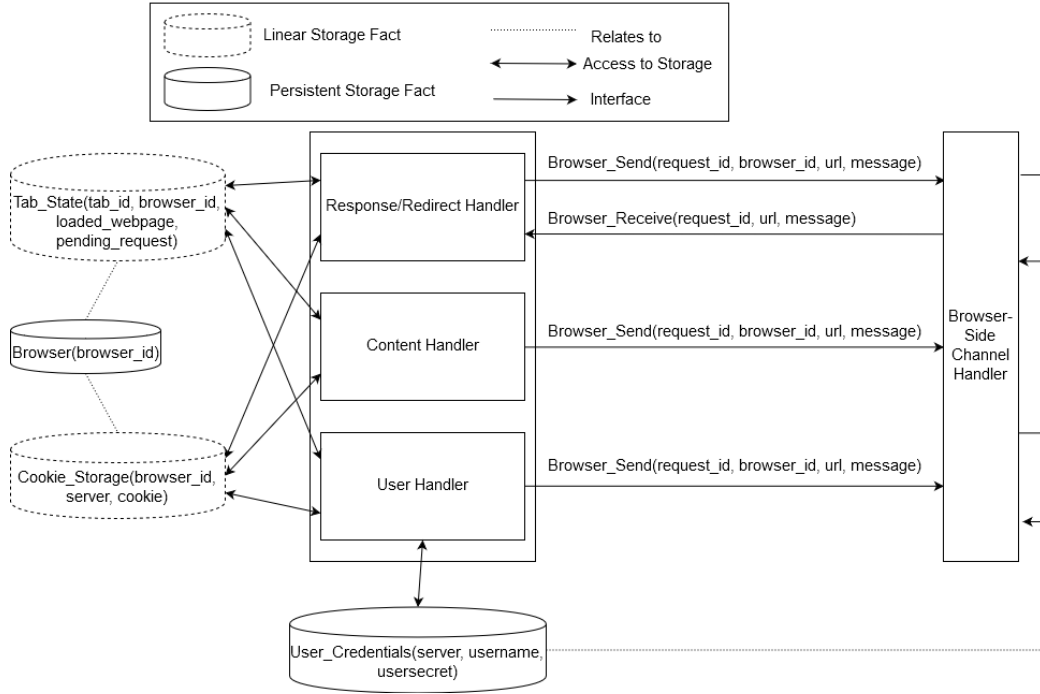 Linear Storage Fact
Relates to
Access to Storage
Persistent Storage Fact
Interface
Tab_State(tab_id, browser_id,
loaded_webpage,
pending_request)
Response/Redirect Handler
Browser_Send(request_id, browser_id, url, message)
Browser_Receive(request_id, url, message)
Browser(browser_id)
Content Handler
Browser_Send(request_id, browser_id, url, message)
Browser-
Side
Channel
Handler
Cookie_Storage(browser_id,
server, cookie)
User Handler
Browser_Send(request_id, browser_id, url, message)
User_Credentials(server, username,
usersecret)